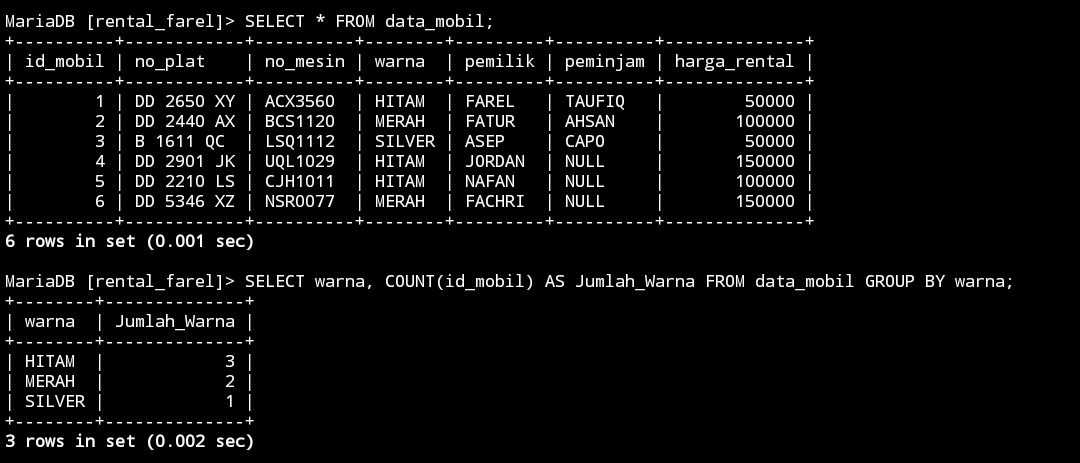 MariaDB [rental_farel]> SELECT * FROM data_mobil;
+----------+------------+----------+--------+---------+----------+--------------+
| id_mobil | no_plat    | no_mesin | warna  | pemilik | peminjam | harga_rental |
+----------+------------+----------+--------+---------+----------+--------------+
|        1 | DD 2650 XY | ACX3560  | HITAM  | FAREL   | TAUFIQ   |        50000 |
|        2 | DD 2440 AX | BCS1120  | MERAH  | FATUR   | AHSAN    |       100000 |
|        3 | B 1611 QC  | LSQ1112  | SILVER | ASEP    | CAPO     |        50000 |
|        4 | DD 2901 JK | UQL1029  | HITAM  | JORDAN  | NULL     |       150000 |
|        5 | DD 2210 LS | CJH1011  | HITAM  | NAFAN   | NULL     |       100000 |
|        6 | DD 5346 XZ | NSR0077  | MERAH  | FACHRI  | NULL     |       150000 |
+----------+------------+----------+--------+---------+----------+--------------+
6 rows in set (0.001 sec)
MariaDB [rental_farel]> SELECT warna, COUNT(id_mobil) AS Jumlah_Warna FROM data_mobil GROUP BY warna;
+--------+--------------+
| warna  | Jumlah_Warna |
+--------+--------------+
| HITAM  |            3 |
| MERAH  |            2 |
| SILVER |            1 |
+--------+--------------+
3 rows in set (0.002 sec)